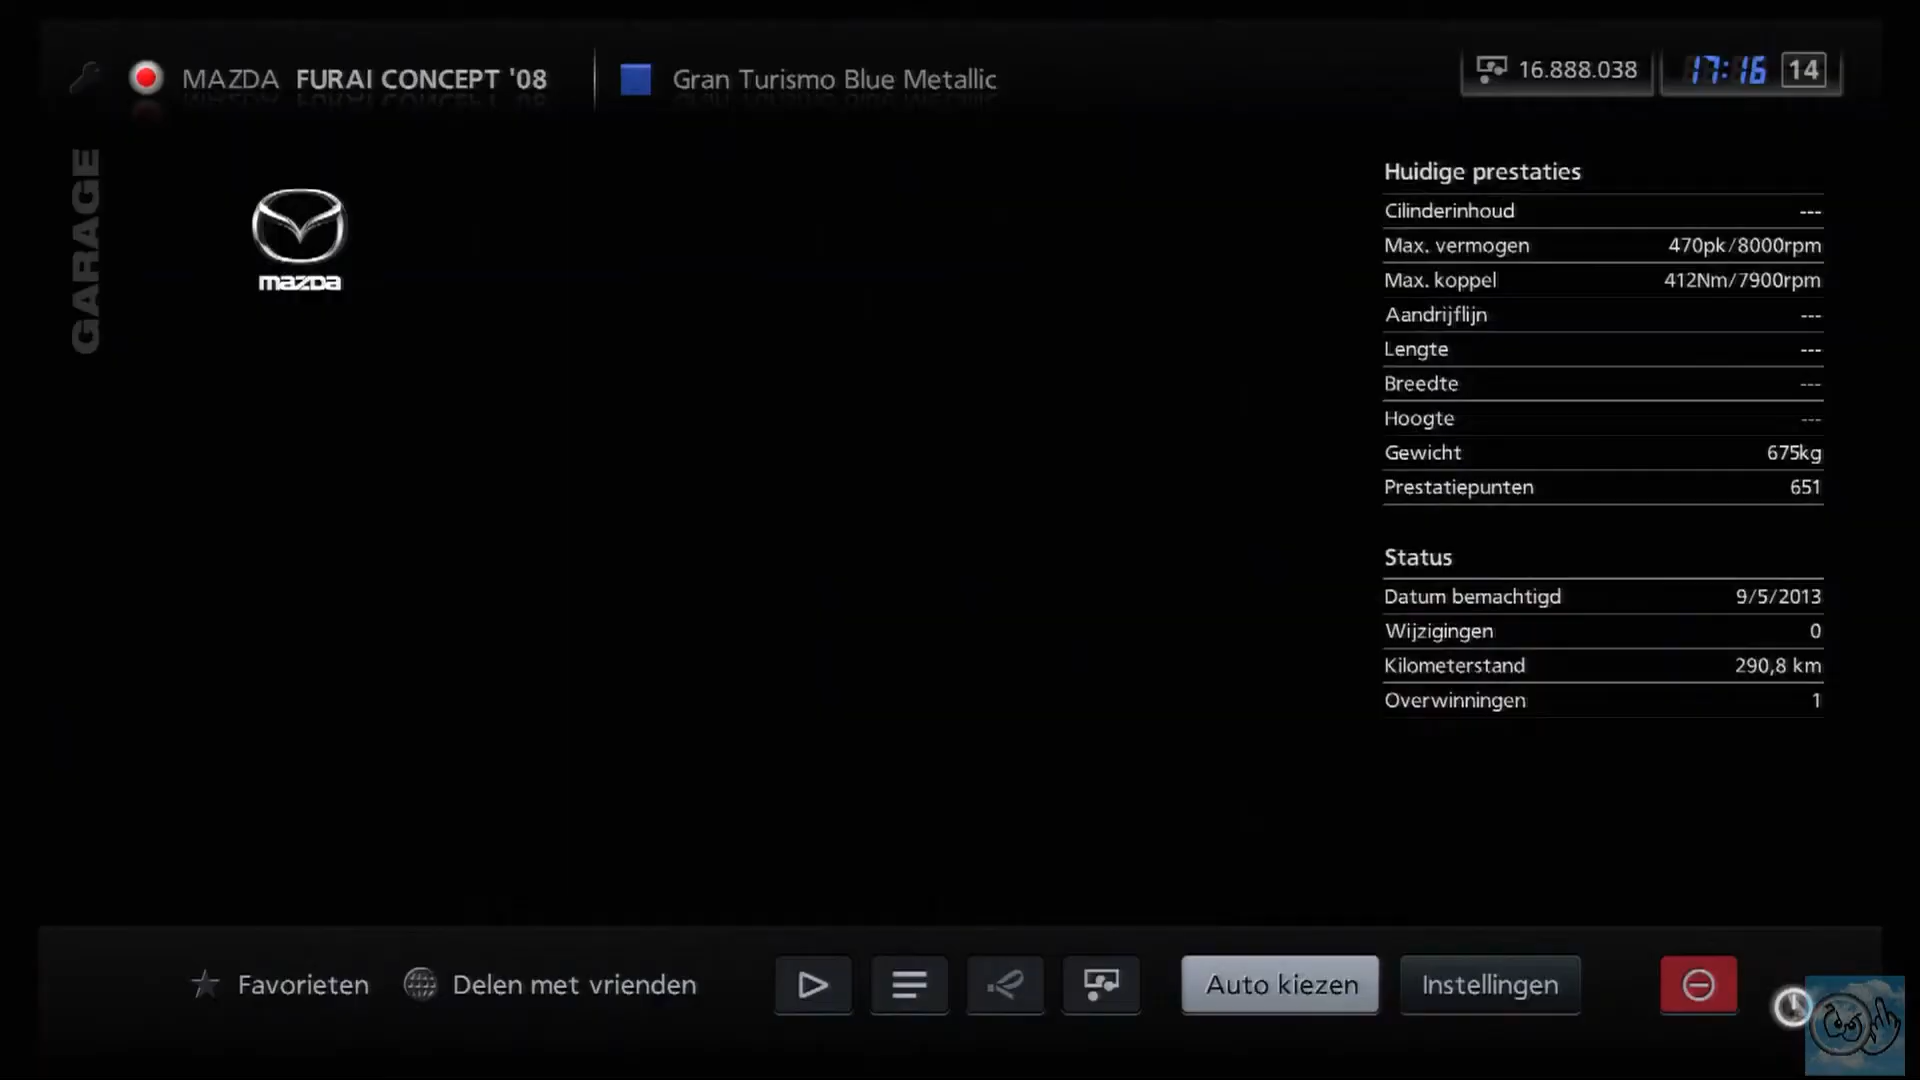 MAZDA FURAI CONCEPT '08
Gran Turismo Blue Metallic
16.888.038
17:16 14
GARAGE
mazda
Huidige prestaties
Cilinderinhoud ---
Max. vermogen 470pk/8000rpm
Max. koppel 412Nm/7900rpm
Aandrijflijn ---
Lengte ---
Breedte ---
Hoogte ---
Gewicht 675kg
Prestatiepunten 651
Status
Datum bemachtigd 9/5/2013
Wijzigingen 0
Kilometerstand 290,8 km
Overwinningen 1
Favorieten
Delen met vrienden
Auto kiezen
Instellingen